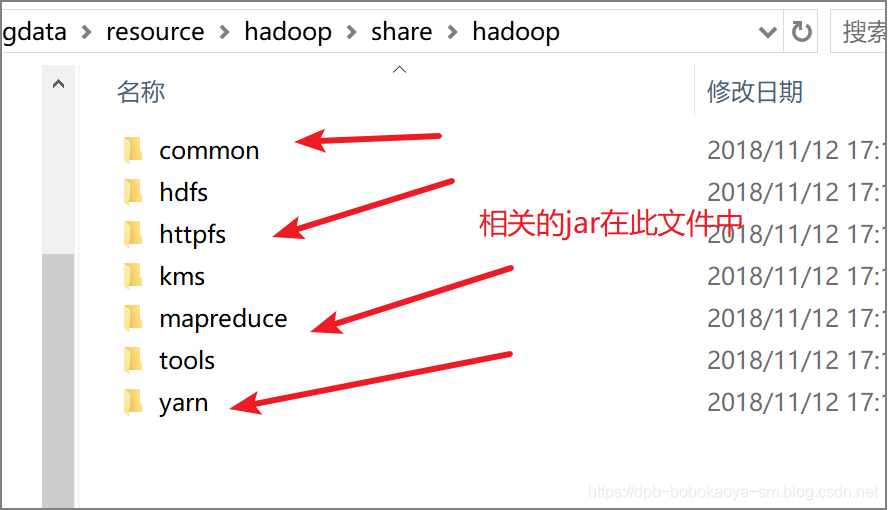 gdata > resource > hadoop > share > hadoop 搜索
名称 修改日期
common 2018/11/12 17:1
hdfs 2018/11/12 17:1
相关的jar在此文件中
httpfs 2018/11/12 17:1
kms 2018/11/12 17:1
mapreduce 2018/11/12 17:1
tools 2018/11/12 17:1
yarn 2018/11/12 17:1
https://dpb-bobokaoya-sm.blog.csdn.net